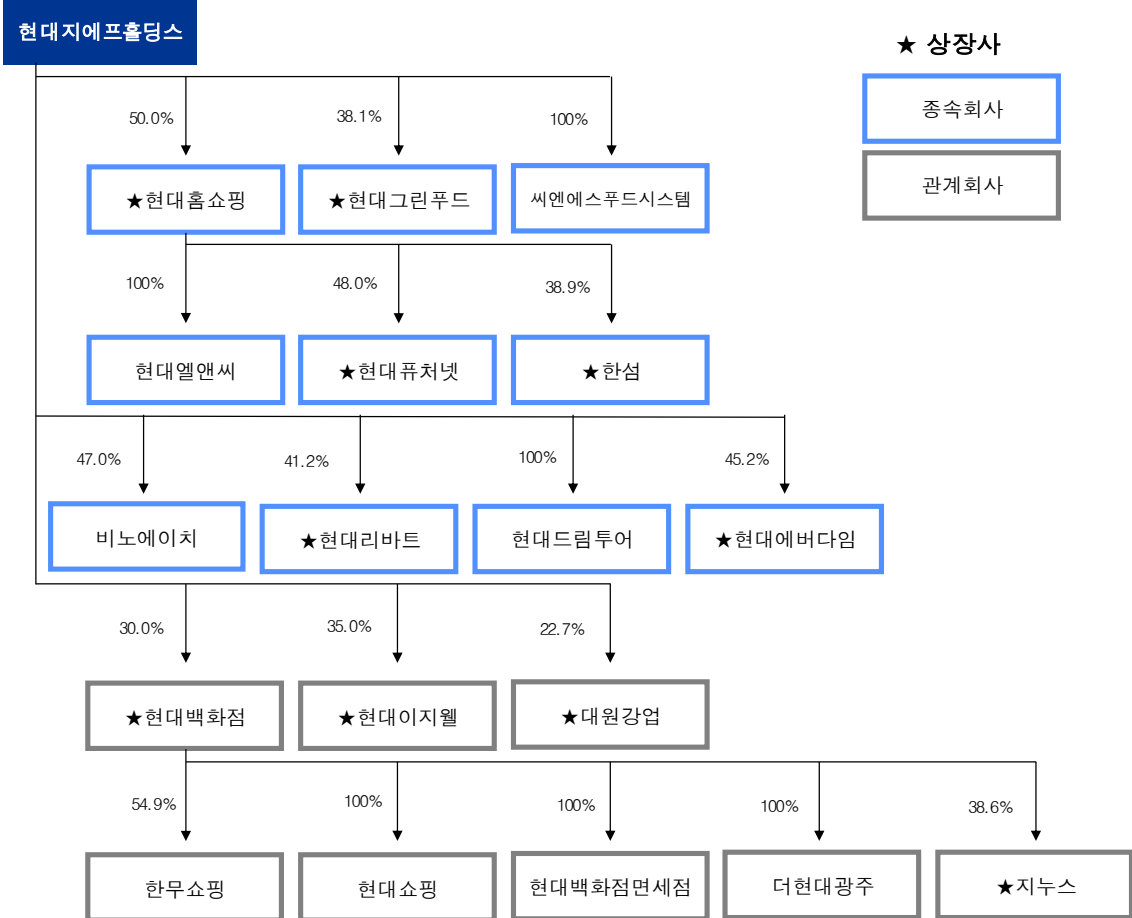 현대지에프홀딩스
★ 상장사
종속회사
관계회사
50.0%
38.1%
100%
★현대홈쇼핑
★현대그린푸드
씨엔에스푸드시스템
100%
48.0%
38.9%
현대엘앤씨
★현대퓨처넷
★한섬
47.0%
41.2%
100%
45.2%
비노에이치
★현대리바트
현대드림투어
★현대에버다임
30.0%
35.0%
22.7%
★현대백화점
★현대이지웰
★대원강업
54.9%
100%
100%
100%
38.6%
한무쇼핑
현대쇼핑
현대백화점면세점
더현대광주
★지누스